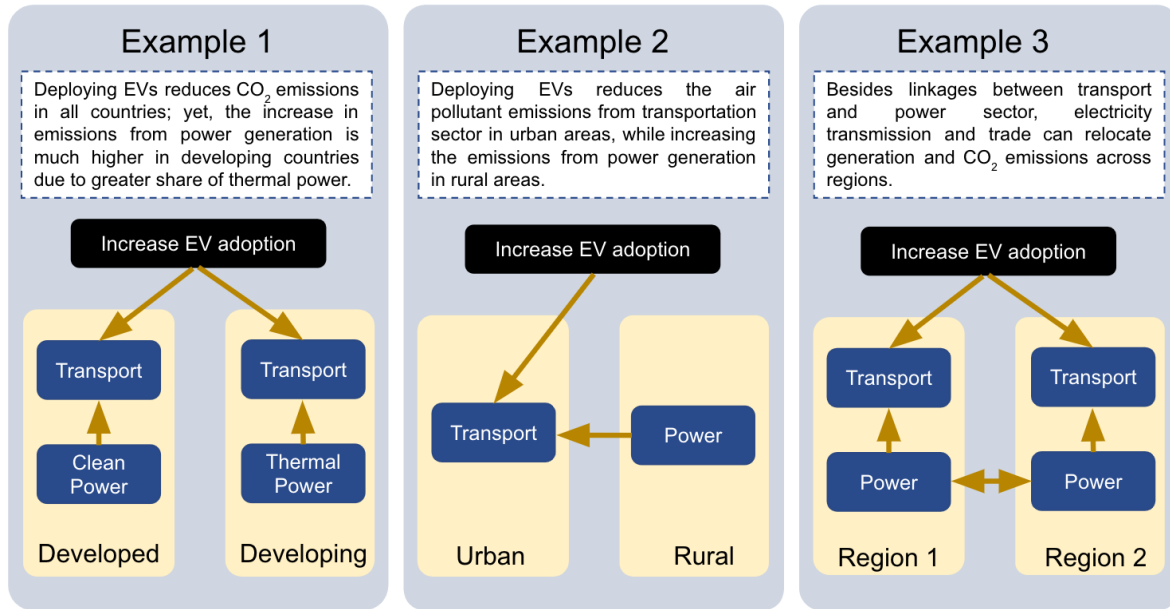 Example 1
Deploying EVs reduces CO₂ emissions
in all countries; yet, the increase in
emissions from power generation is
much higher in developing countries
due to greater share of thermal power.
Increase EV adoption
Transport
Transport
Clean
Power
Thermal
Power
Developed
Developing
Example 2
Deploying EVs reduces the air
pollutant emissions from transportation
sector in urban areas, while increasing
the emissions from power generation
in rural areas.
Increase EV adoption
Transport
Power
Urban
Rural
Example 3
Besides linkages between transport
and power sector, electricity
transmission and trade can relocate
generation and CO₂ emissions across
regions.
Increase EV adoption
Transport
Transport
Power
Power
Region 1
Region 2